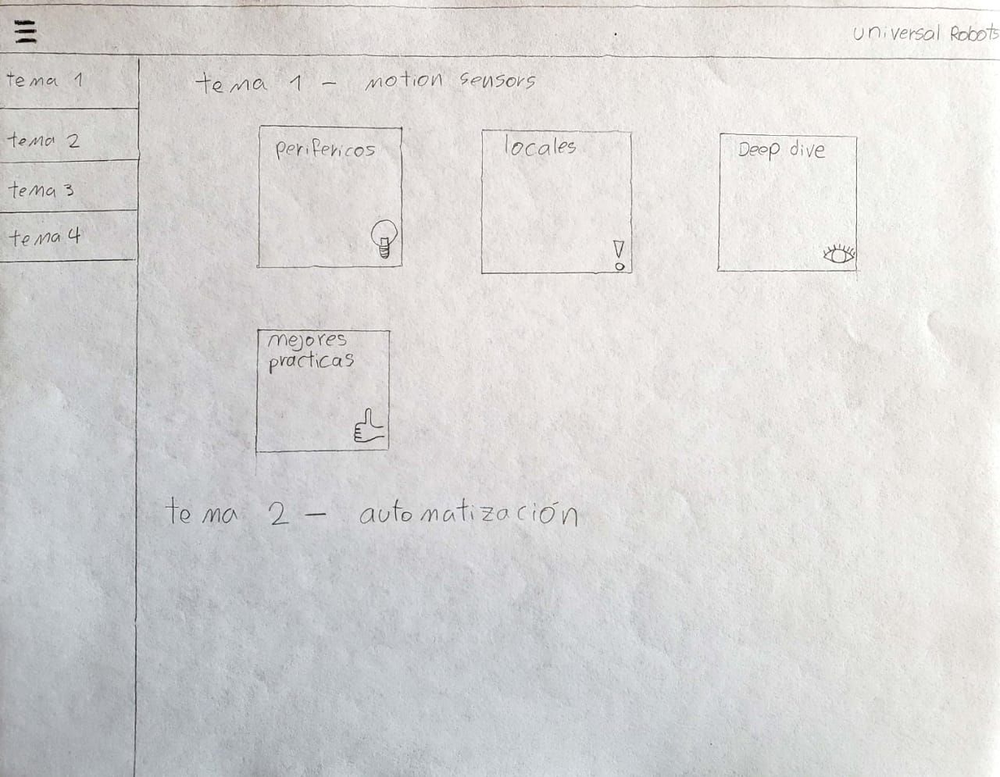 universal Robots
tema 1
tema 2
tema 3
tema 4
tema 1 - motion sensors
perifericos
locales
Deep dive
mejores
practicas
tema 2 - automatización